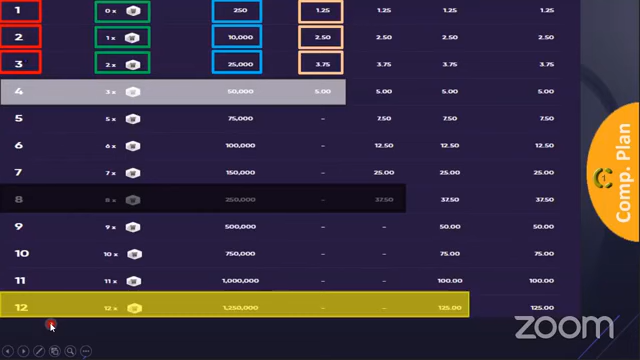 1 0 x 250 1.25 1.25 1.25
2 1 x 10,000 2.50 2.50 2.50
3 2 x 25,000 3.75 3.75 3.75
4 3 x 50,000 5.00 5.00 5.00 5.00
5 5 x 75,000 - 7.50 7.50 7.50
6 6 x 100,000 - 12.50 12.50 12.50
7 7 x 150,000 - 25.00 25.00 25.00
8 8 x 250,000 - 37.50 37.50 37.50
9 9 x 500,000 - - 50.00 50.00
10 10 x 750,000 - - 75.00 75.00
11 11 x 1,000,000 - - 100.00 100.00
12 12 x 1,250,000 - - 125.00 125.00
Comp. Plan
1
zoom